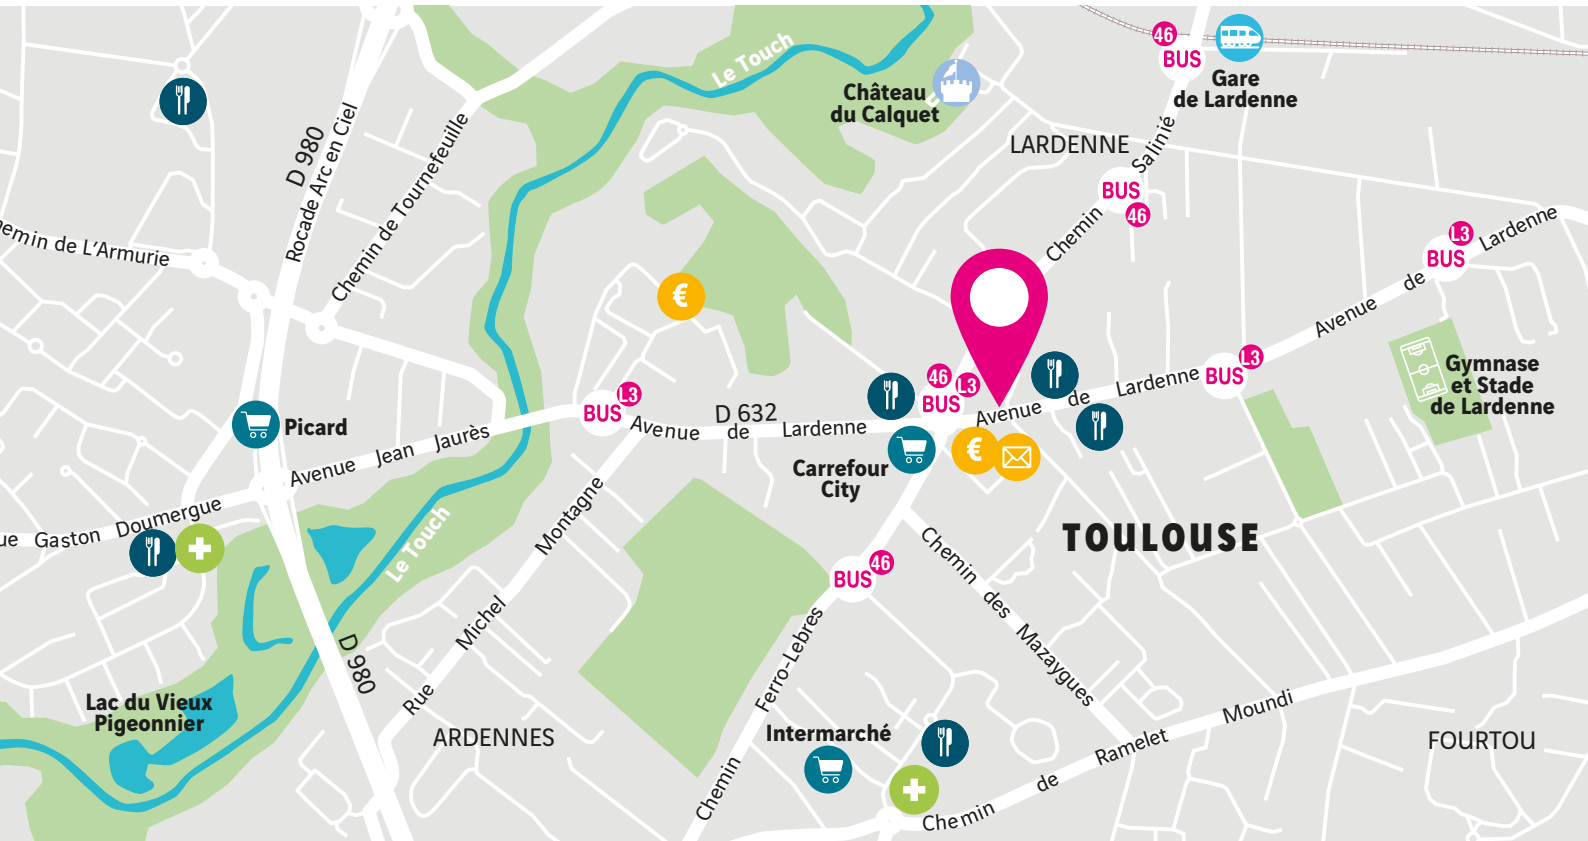 46
BUS
Gare
de Lardenne
Le Touch
Château
du Calquet
LARDENNE
Chemin Salinié
BUS
46
D 980
Rocade Arc en Ciel
Chemin de Tournefeuille
emin de L'Armurie
L3
BUS
Avenue de Lardenne
€
L3
BUS
Gymnase
et Stade
de Lardenne
46
L3
BUS
L3
BUS
D 632
Avenue de Lardenne
Avenue de Lardenne
Picard
Avenue Jean Jaurès
Carrefour
City
€
ue Gaston Doumergue
Le Touch
Rue Michel Montagne
TOULOUSE
46
BUS
Chemin des Mazaygues
Chemin Ferro-Lebres
D 980
Lac du Vieux
Pigeonnier
ARDENNES
Intermarché
Chemin de Ramelet Moundi
FOURTOU